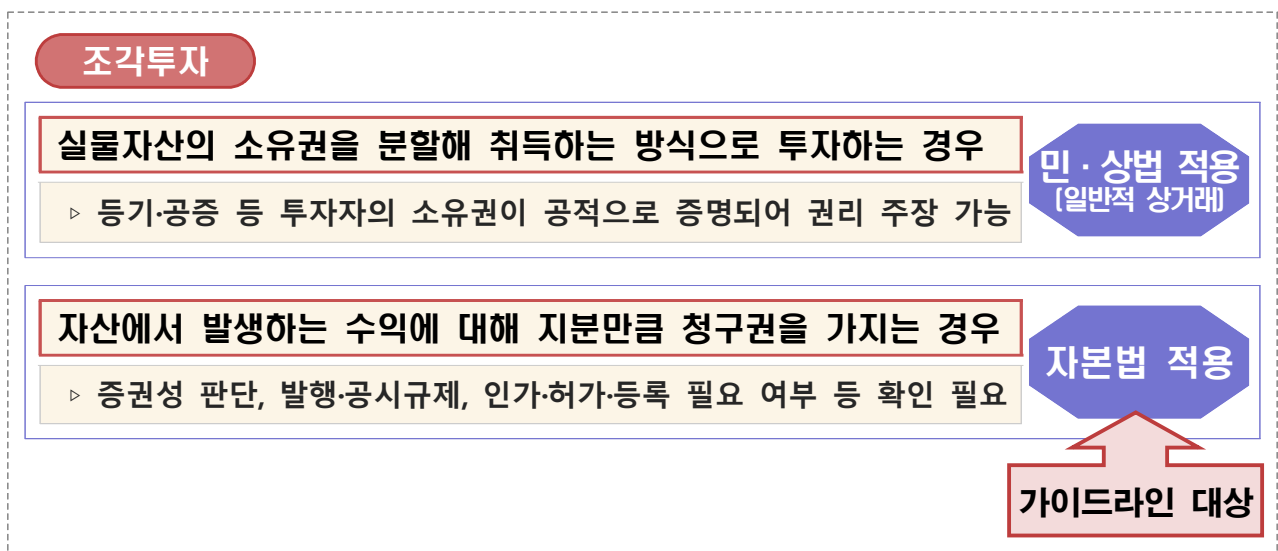 조각투자
실물자산의 소유권을 분할해 취득하는 방식으로 투자하는 경우
▹ 등기·공증 등 투자자의 소유권이 공적으로 증명되어 권리 주장 가능
민·상법 적용
(일반적 상거래)
자산에서 발생하는 수익에 대해 지분만큼 청구권을 가지는 경우
▹ 증권성 판단, 발행·공시규제, 인가·허가·등록 필요 여부 등 확인 필요
자본법 적용
가이드라인 대상